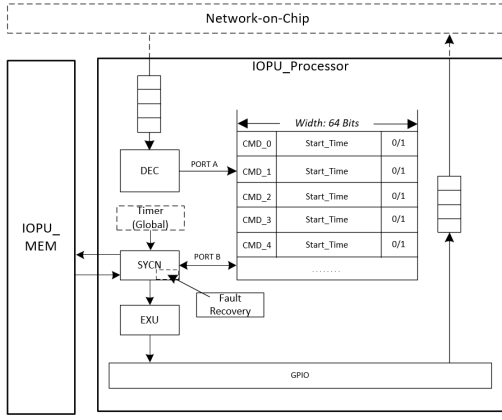 Network-on-Chip
IOPU_Processor
Width: 64 Bits
CMD_0 Start_Time 0/1
DEC
PORT A
CMD_1 Start_Time 0/1
CMD_2 Start_Time 0/1
Timer
(Global)
CMD_3 Start_Time 0/1
IOPU_
MEM
SYCN
PORT B
CMD_4 Start_Time 0/1
........
Fault
Recovery
EXU
GPIO